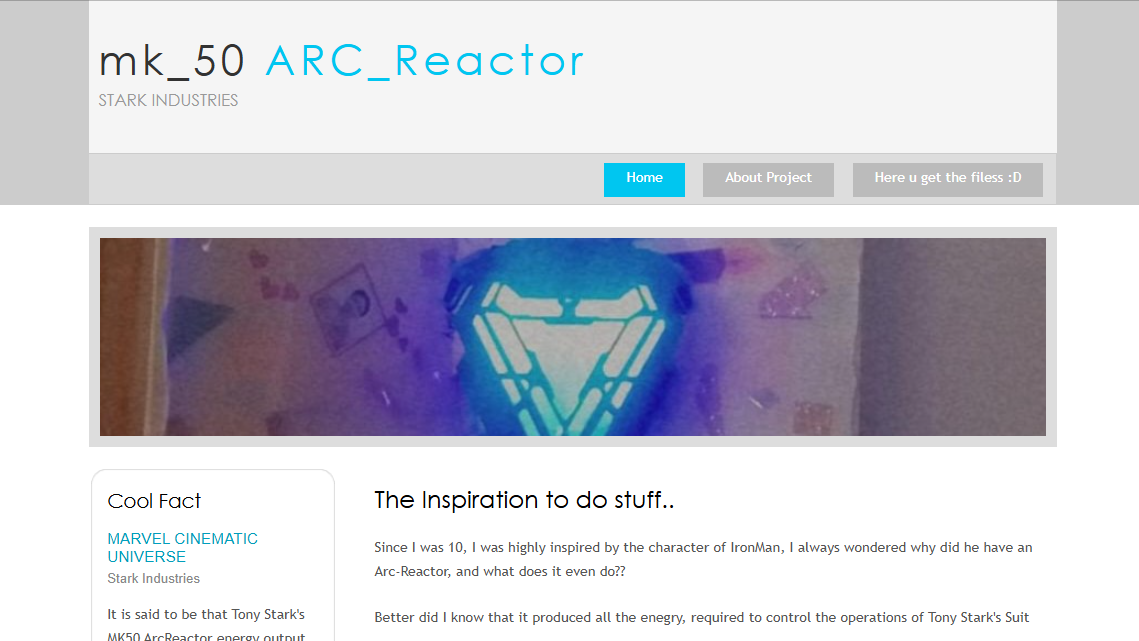 mk_50 ARC_Reactor
STARK INDUSTRIES
Home About Project Here u get the filess :D
Cool Fact
MARVEL CINEMATIC
UNIVERSE
Stark Industries
It is said to be that Tony Stark's
MK50 ArcReactor energy output
The Inspiration to do stuff..
Since I was 10, I was highly inspired by the character of IronMan, I always wondered why did he have an
Arc-Reactor, and what does it even do??
Better did I know that it produced all the enegry, required to control the operations of Tony Stark's Suit